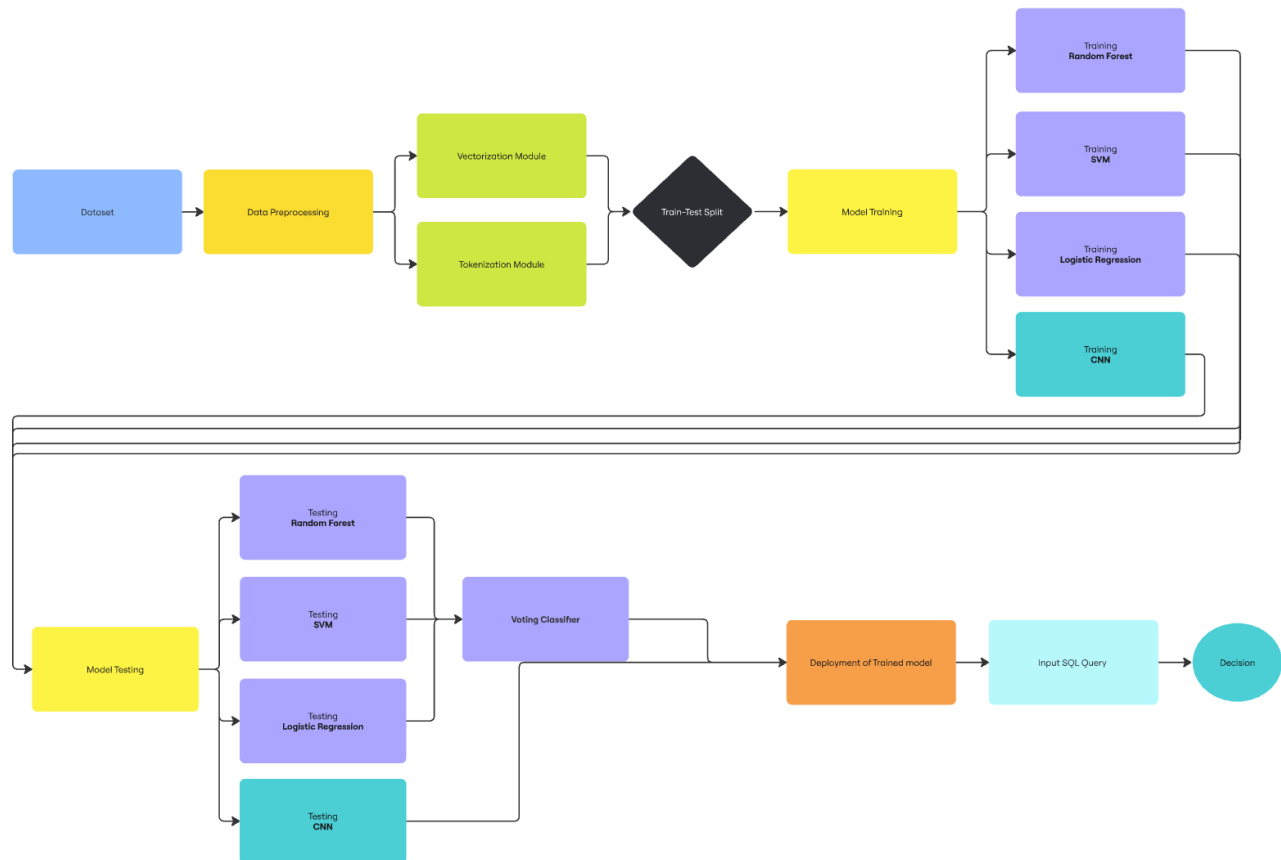 Dataset
Data Preprocessing
Vectorization Module
Tokenization Module
Train-Test Split
Model Training
Training
Random Forest
Training
SVM
Training
Logistic Regression
Training
CNN
Model Testing
Testing
Random Forest
Testing
SVM
Testing
Logistic Regression
Testing
CNN
Voting Classifier
Deployment of Trained model
Input SQL Query
Decision